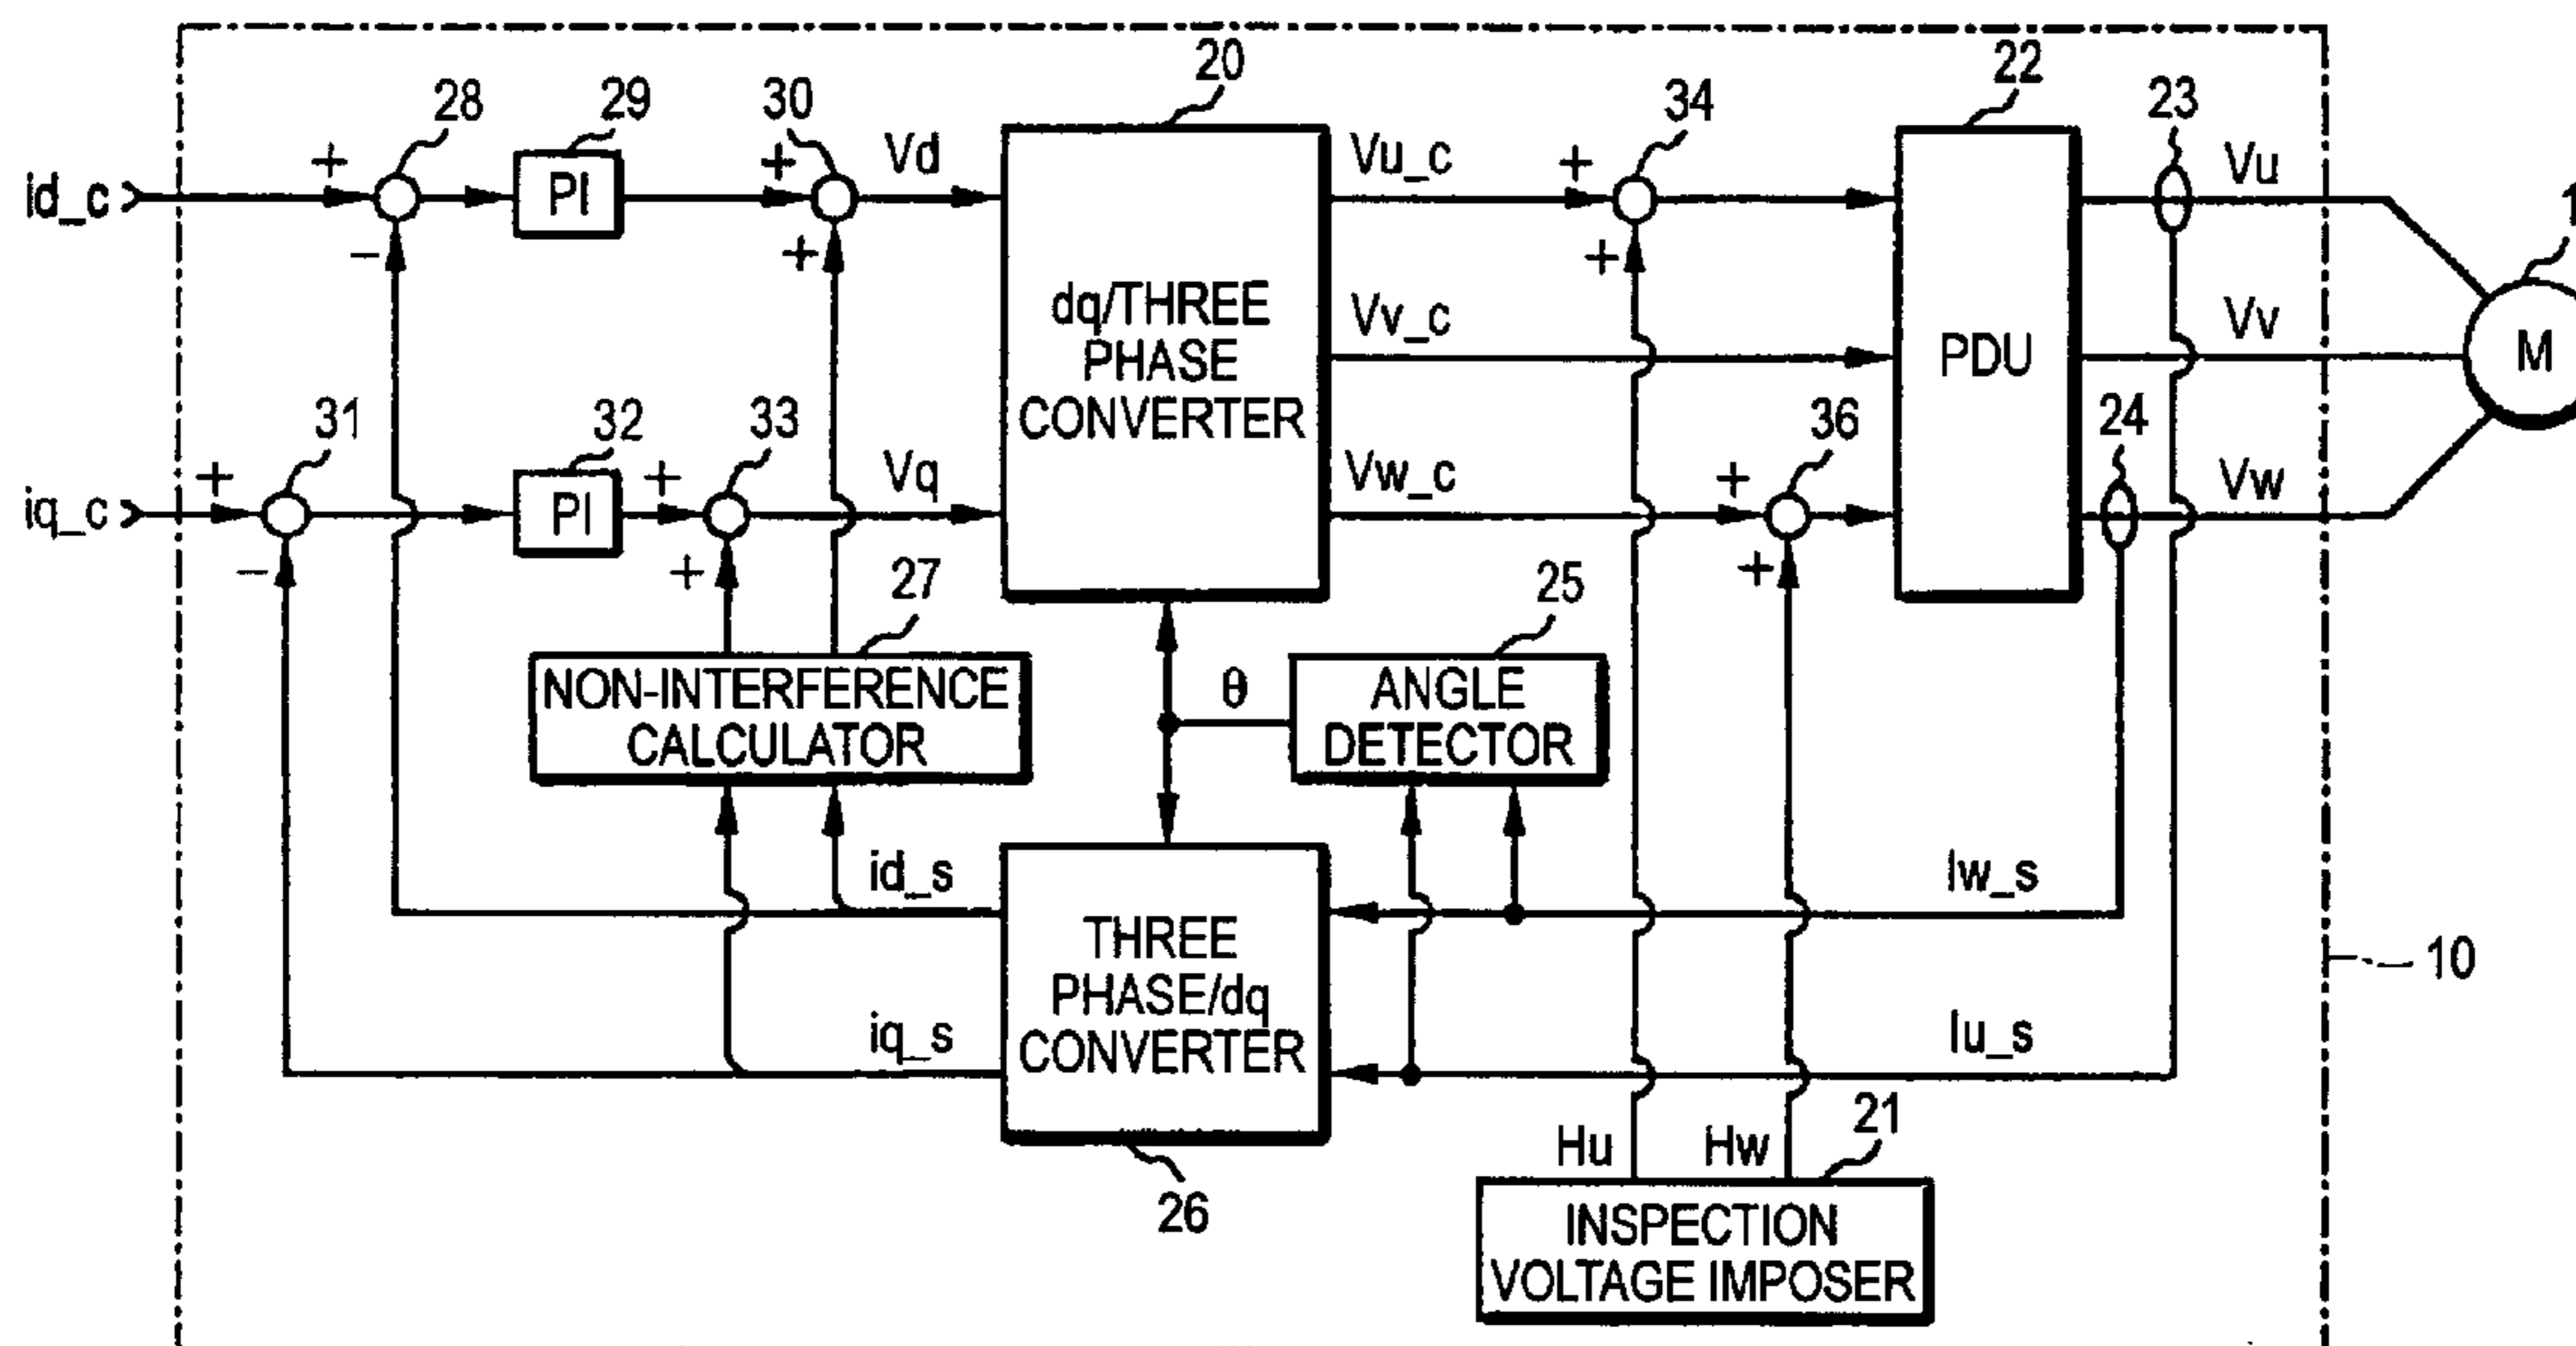 20
22
28
29
30
34
23
Vd
Vu_c
Vu
1
id_c
+
+
+
+
PI
-
+
+
dq/THREE
PHASE
CONVERTER
Vv_c
PDU
Vv
M
31
32
33
36
24
Vq
Vw_c
Vw
iq_c
+
+
+
PI
-
+
+
27
25
NON-INTERFERENCE
CALCULATOR
θ
ANGLE
DETECTOR
id_s
Iw_s
THREE
PHASE/dq
CONVERTER
10
iq_s
Iu_s
26
Hu
Hw
21
INSPECTION
VOLTAGE IMPOSER